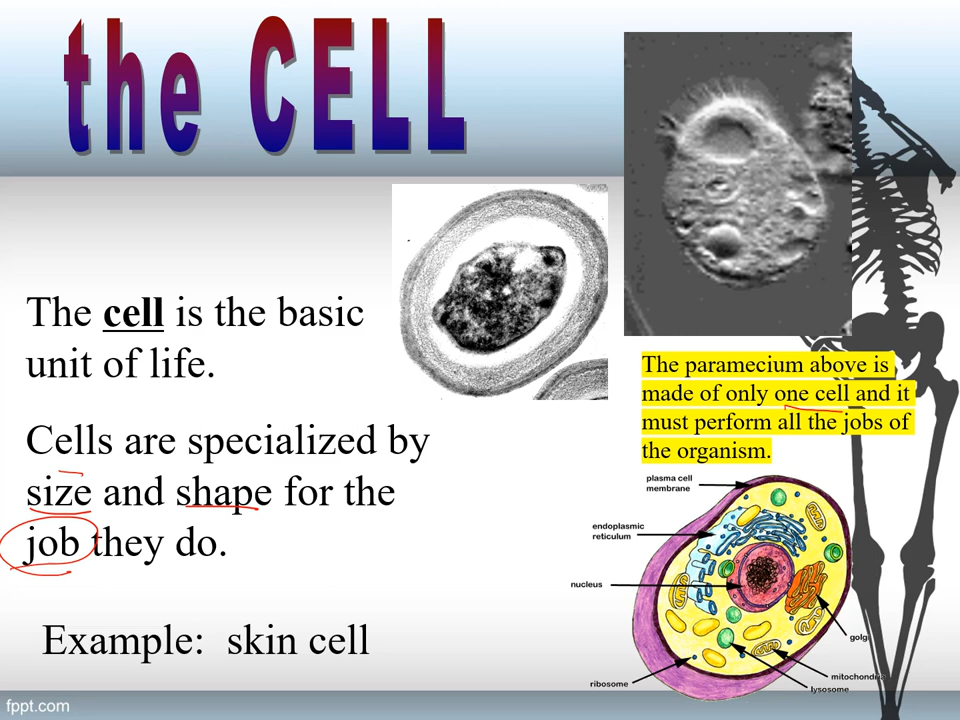 the CELL
The cell is the basic
unit of life.
Cells are specialized by
size and shape for the
job they do.
Example:  skin cell
The paramecium above is
made of only one cell and it
must perform all the jobs of
the organism.
plasma cell
membrane
endoplasmic
reticulum
nucleus
golgi
mitochondria
ribosome
lysosome
fppt.com